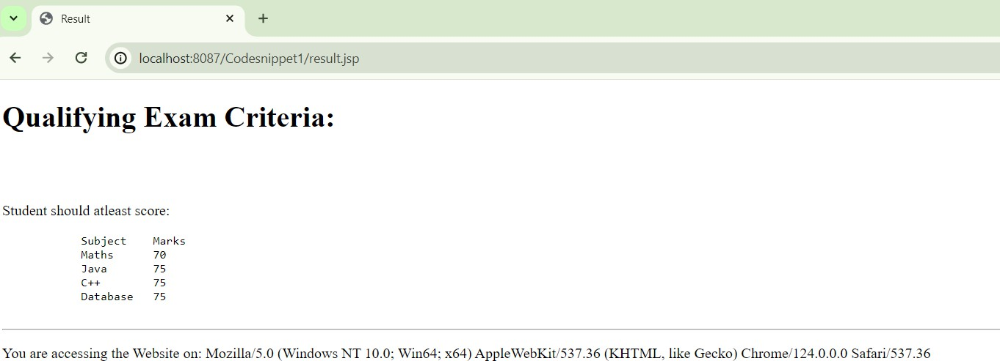 Result
localhost:8087/Codesnippet1/result.jsp
Qualifying Exam Criteria:
Student should atleast score:
Subject Marks
Maths 70
Java 75
C++ 75
Database 75
You are accessing the Website on: Mozilla/5.0 (Windows NT 10.0; Win64; x64) AppleWebKit/537.36 (KHTML, like Gecko) Chrome/124.0.0.0 Safari/537.36